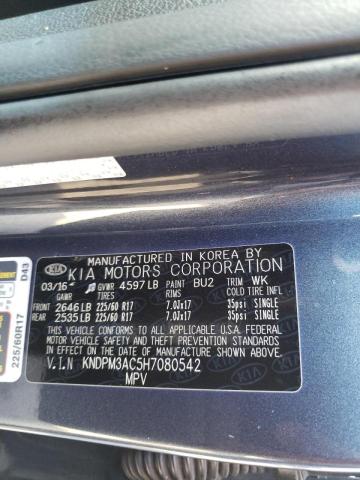 MANUFACTURED IN KOREA BY
KIA KIA MOTORS CORPORATION
03/16 GVWR 4597 LB PAINT BU2 TRIM WK
GAWR TIRES RIMS COLD TIRE INFL
FRONT 2646 LB 225/60 R17 7.0Jx17 35psi SINGLE
REAR 2535 LB 225/60 R17 7.0Jx17 35psi SINGLE
THIS VEHICLE CONFORMS TO ALL APPLICABLE U.S.A. FEDERAL
MOTOR VEHICLE SAFETY, BUMPER, AND THEFT PREVENTION
STANDARDS IN EFFECT ON THE DATE OF MANUFACTURE SHOWN ABOVE.
V.I.N KNDPM3AC5H7080542
MPV
D43
225/60R17